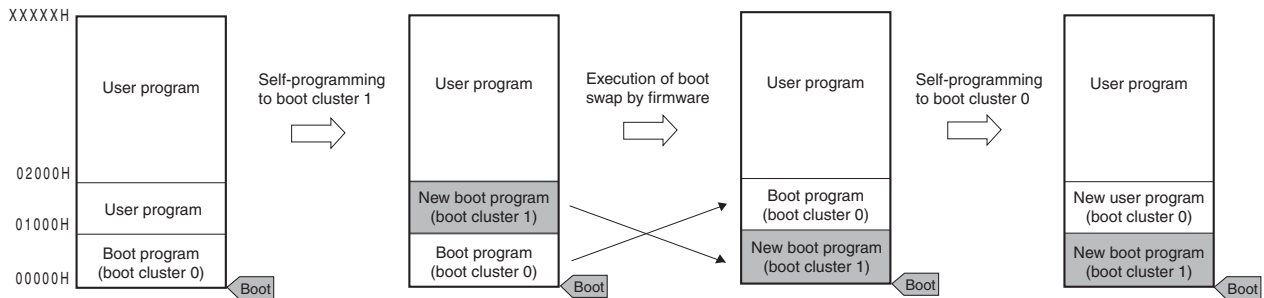 XXXXXH
02000H
01000H
00000H
User program
User program
Boot program
(boot cluster 0)
Boot
Self-programming
to boot cluster 1
User program
New boot program
(boot cluster 1)
Boot program
(boot cluster 0)
Boot
Execution of boot
swap by firmware
User program
Boot program
(boot cluster 0)
New boot program
(boot cluster 1)
Boot
Self-programming
to boot cluster 0
User program
New user program
(boot cluster 0)
New boot program
(boot cluster 1)
Boot